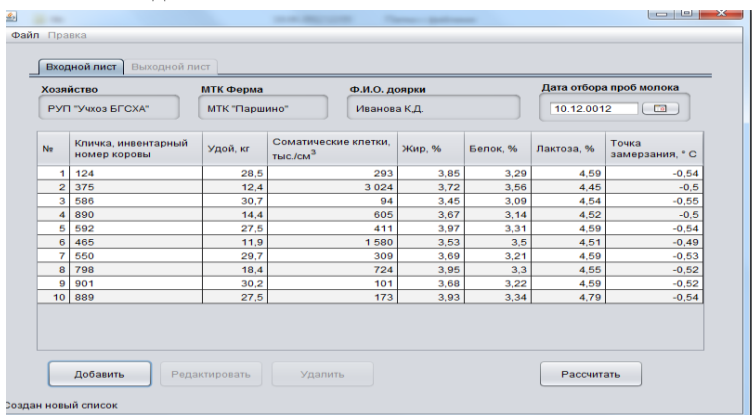 Файл Правка
Входной лист Выходной лист
Хозяйство МТК Ферма Ф.И.О. доярки Дата отбора проб молока
РУП "Учхоз БГСХА" МТК "Паршино" Иванова К.Д. 10.12.0012
№ Кличка, инвентарный номер коровы Удой, кг Соматические клетки, тыс./см³ Жир, % Белок, % Лактоза, % Точка замерзания, ° С
1 124 28,5 293 3,85 3,29 4,59 -0,54
2 375 12,4 3 024 3,72 3,56 4,45 -0,5
3 586 30,7 94 3,45 3,09 4,54 -0,55
4 890 14,4 605 3,67 3,14 4,52 -0,5
5 592 27,5 411 3,97 3,31 4,59 -0,54
6 465 11,9 1 580 3,53 3,5 4,51 -0,49
7 550 29,7 309 3,69 3,21 4,59 -0,53
8 798 18,4 724 3,95 3,3 4,55 -0,52
9 901 30,2 101 3,68 3,22 4,59 -0,52
10 889 27,5 173 3,93 3,34 4,79 -0,54
Добавить Редактировать Удалить Рассчитать
Создан новый список